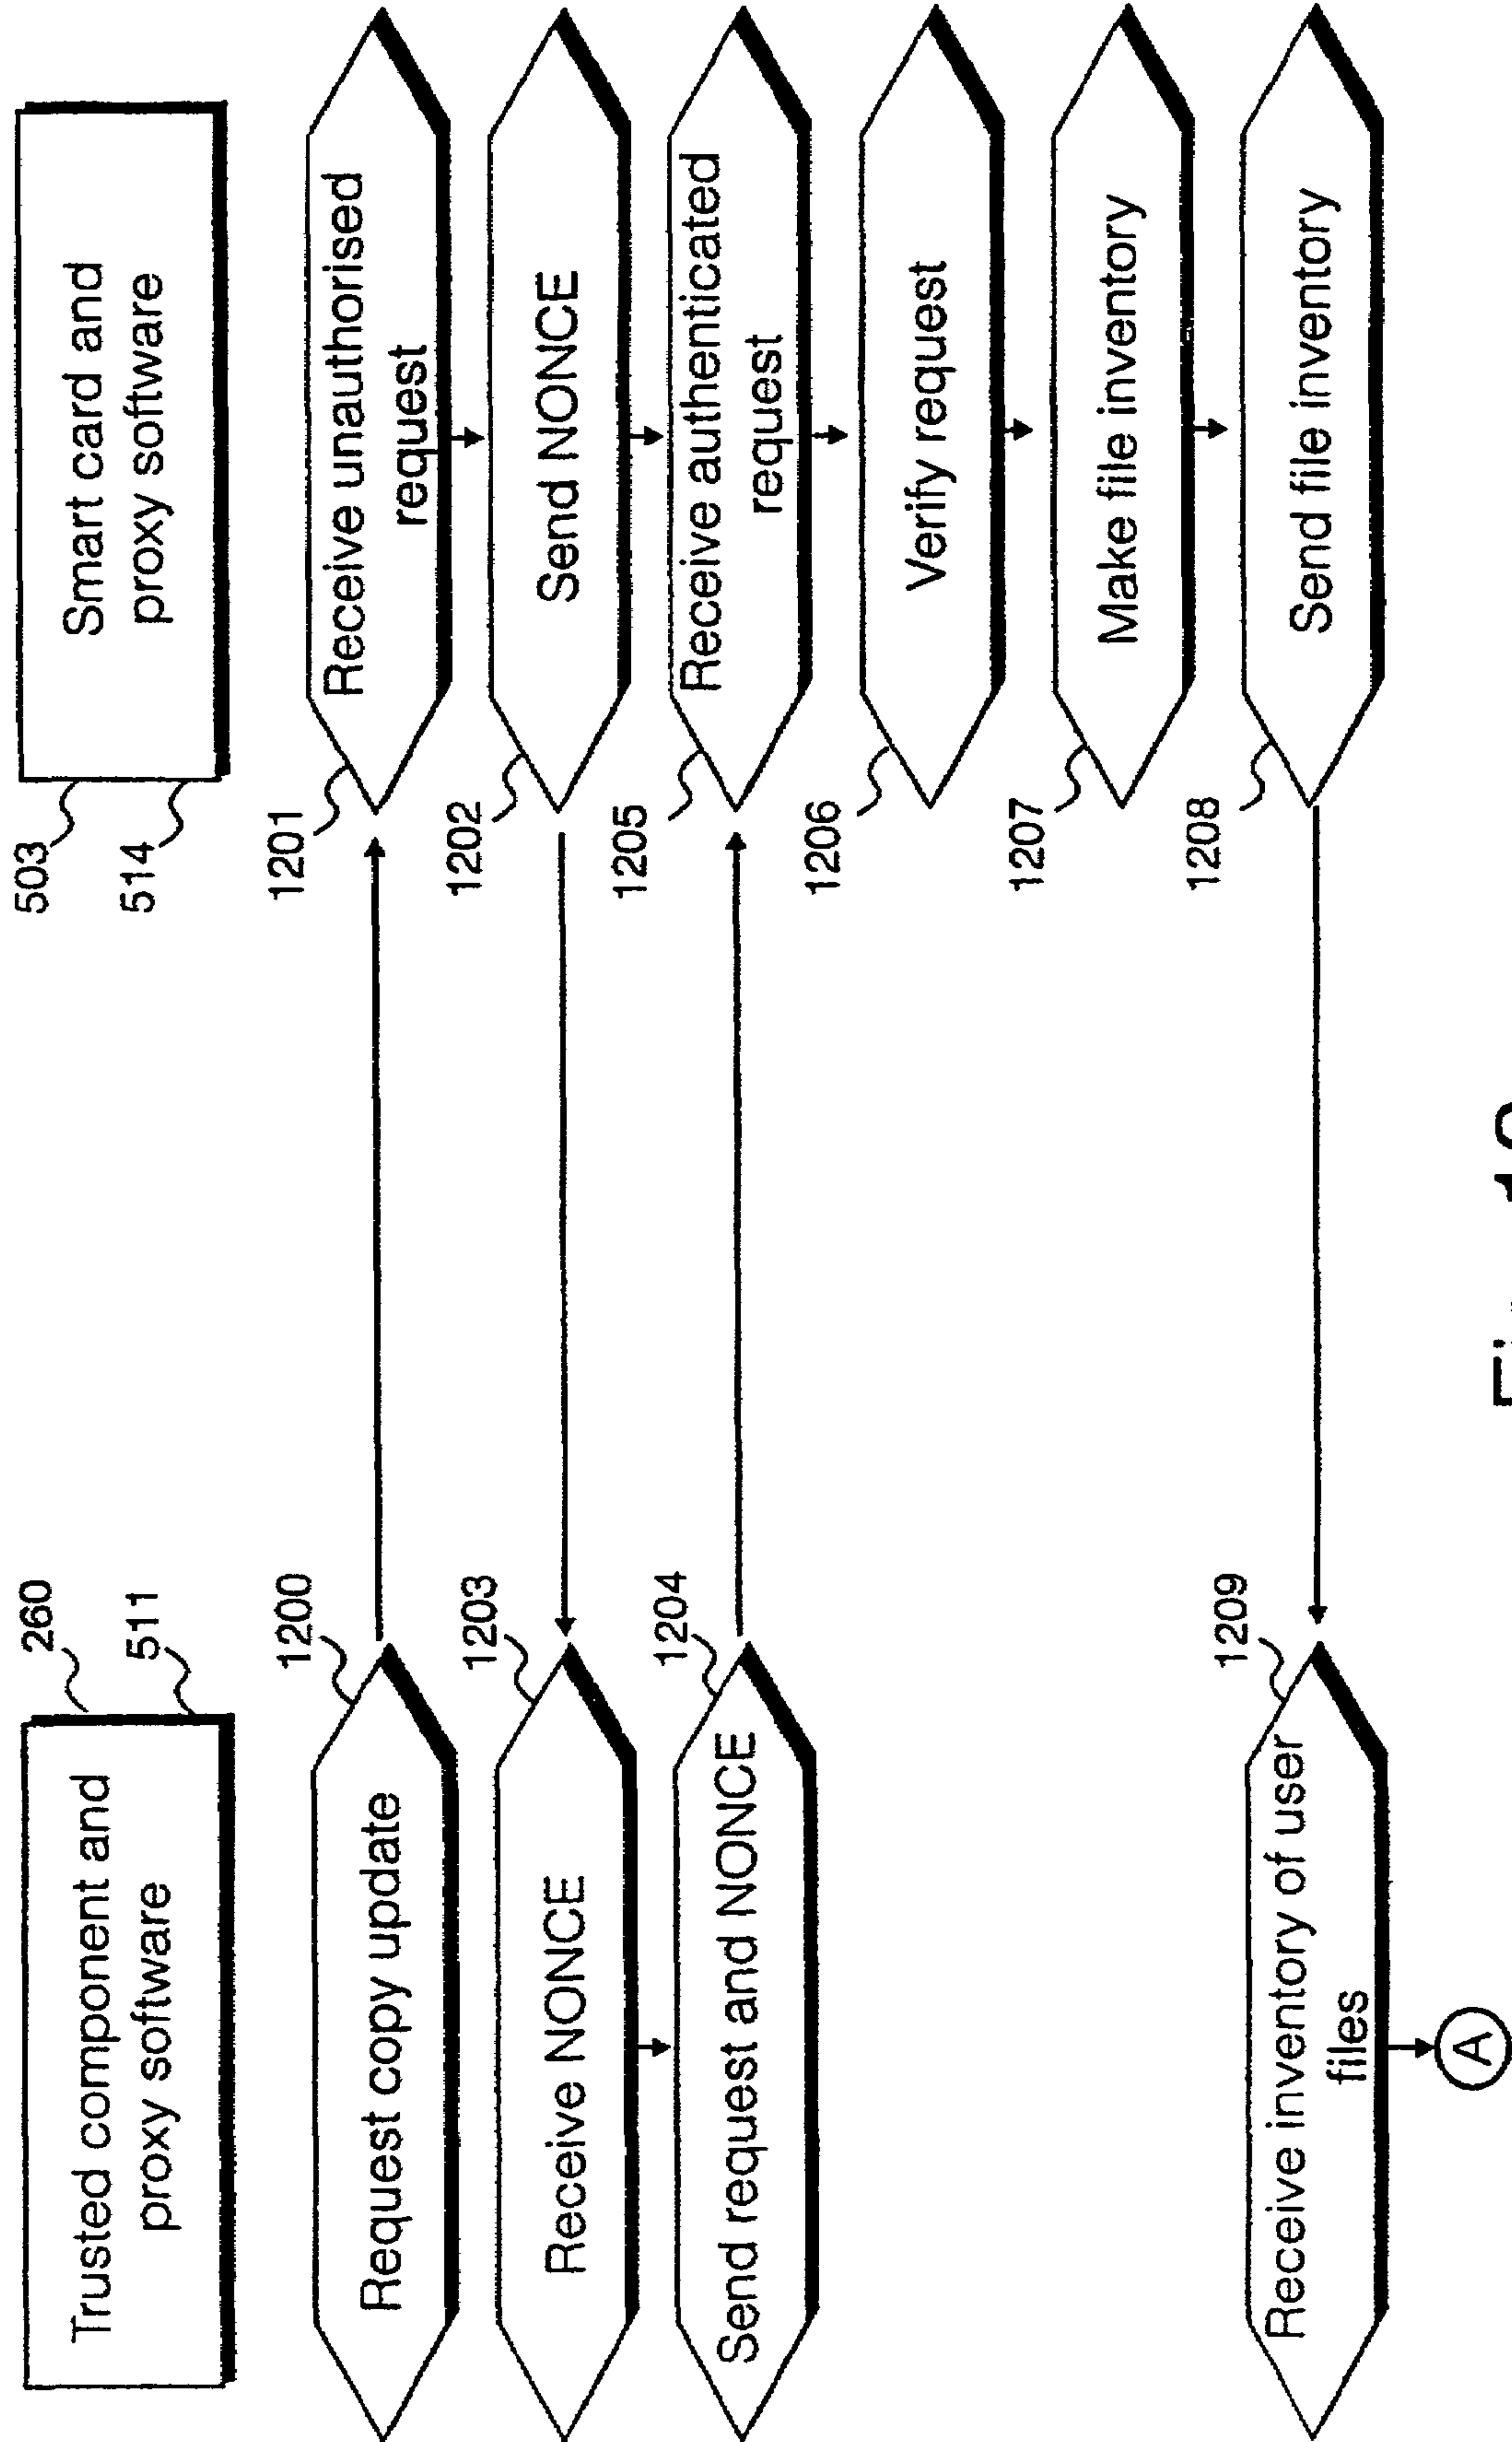 Trusted component and
proxy software
260
511
503
514
Smart card and
proxy software
Request copy update
1200
1201
Receive unauthorised
request
Receive NONCE
1203
1202
Send NONCE
Send request and NONCE
1204
1205
Receive authenticated
request
1206
Verify request
1207
Make file inventory
Receive inventory of user
files
1209
1208
Send file inventory
A